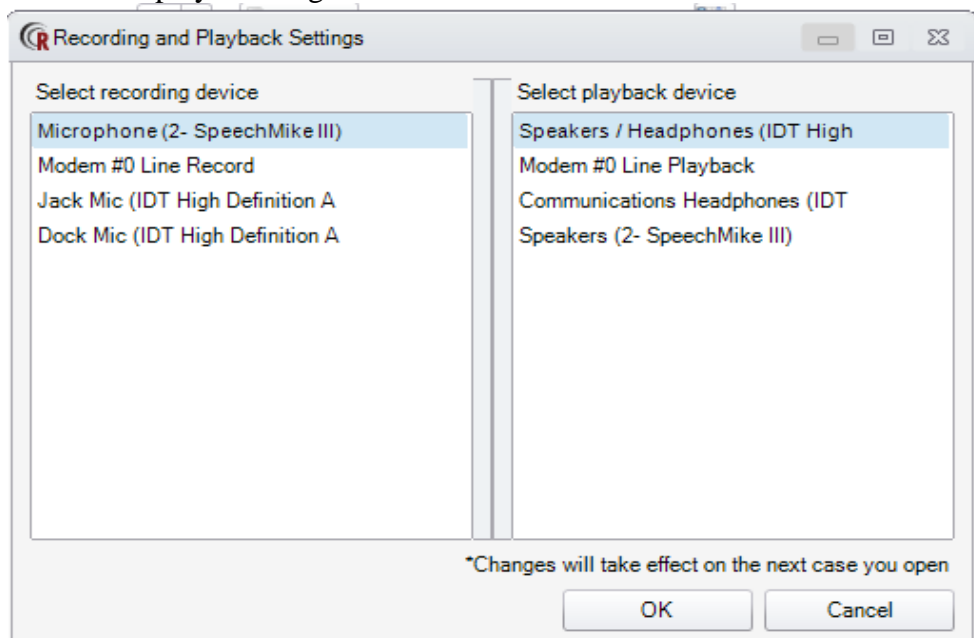 Recording and Playback Settings
Select recording device
Microphone (2- SpeechMike III)
Modem #0 Line Record
Jack Mic (IDT High Definition A
Dock Mic (IDT High Definition A
Select playback device
Speakers / Headphones (IDT High
Modem #0 Line Playback
Communications Headphones (IDT
Speakers (2- SpeechMike III)
*Changes will take effect on the next case you open
OK
Cancel